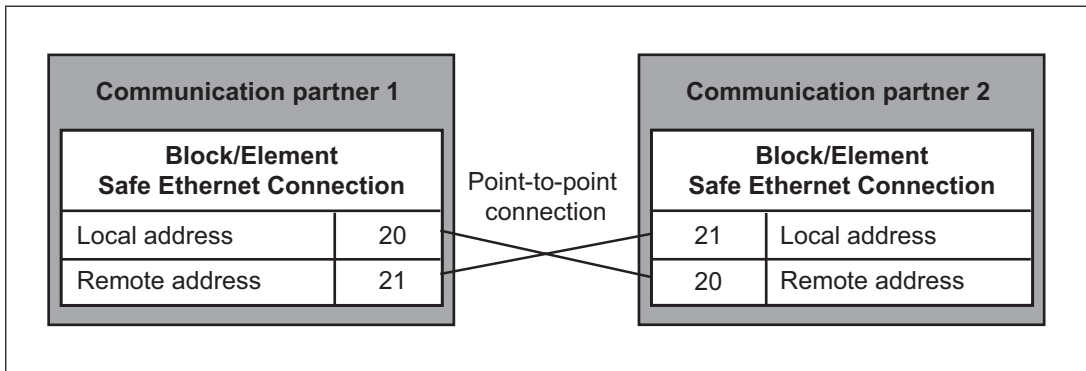 Communication partner 1
Block/Element
Safe Ethernet Connection
Local address 20
Remote address 21
Point-to-point
connection
Communication partner 2
Block/Element
Safe Ethernet Connection
21 Local address
20 Remote address